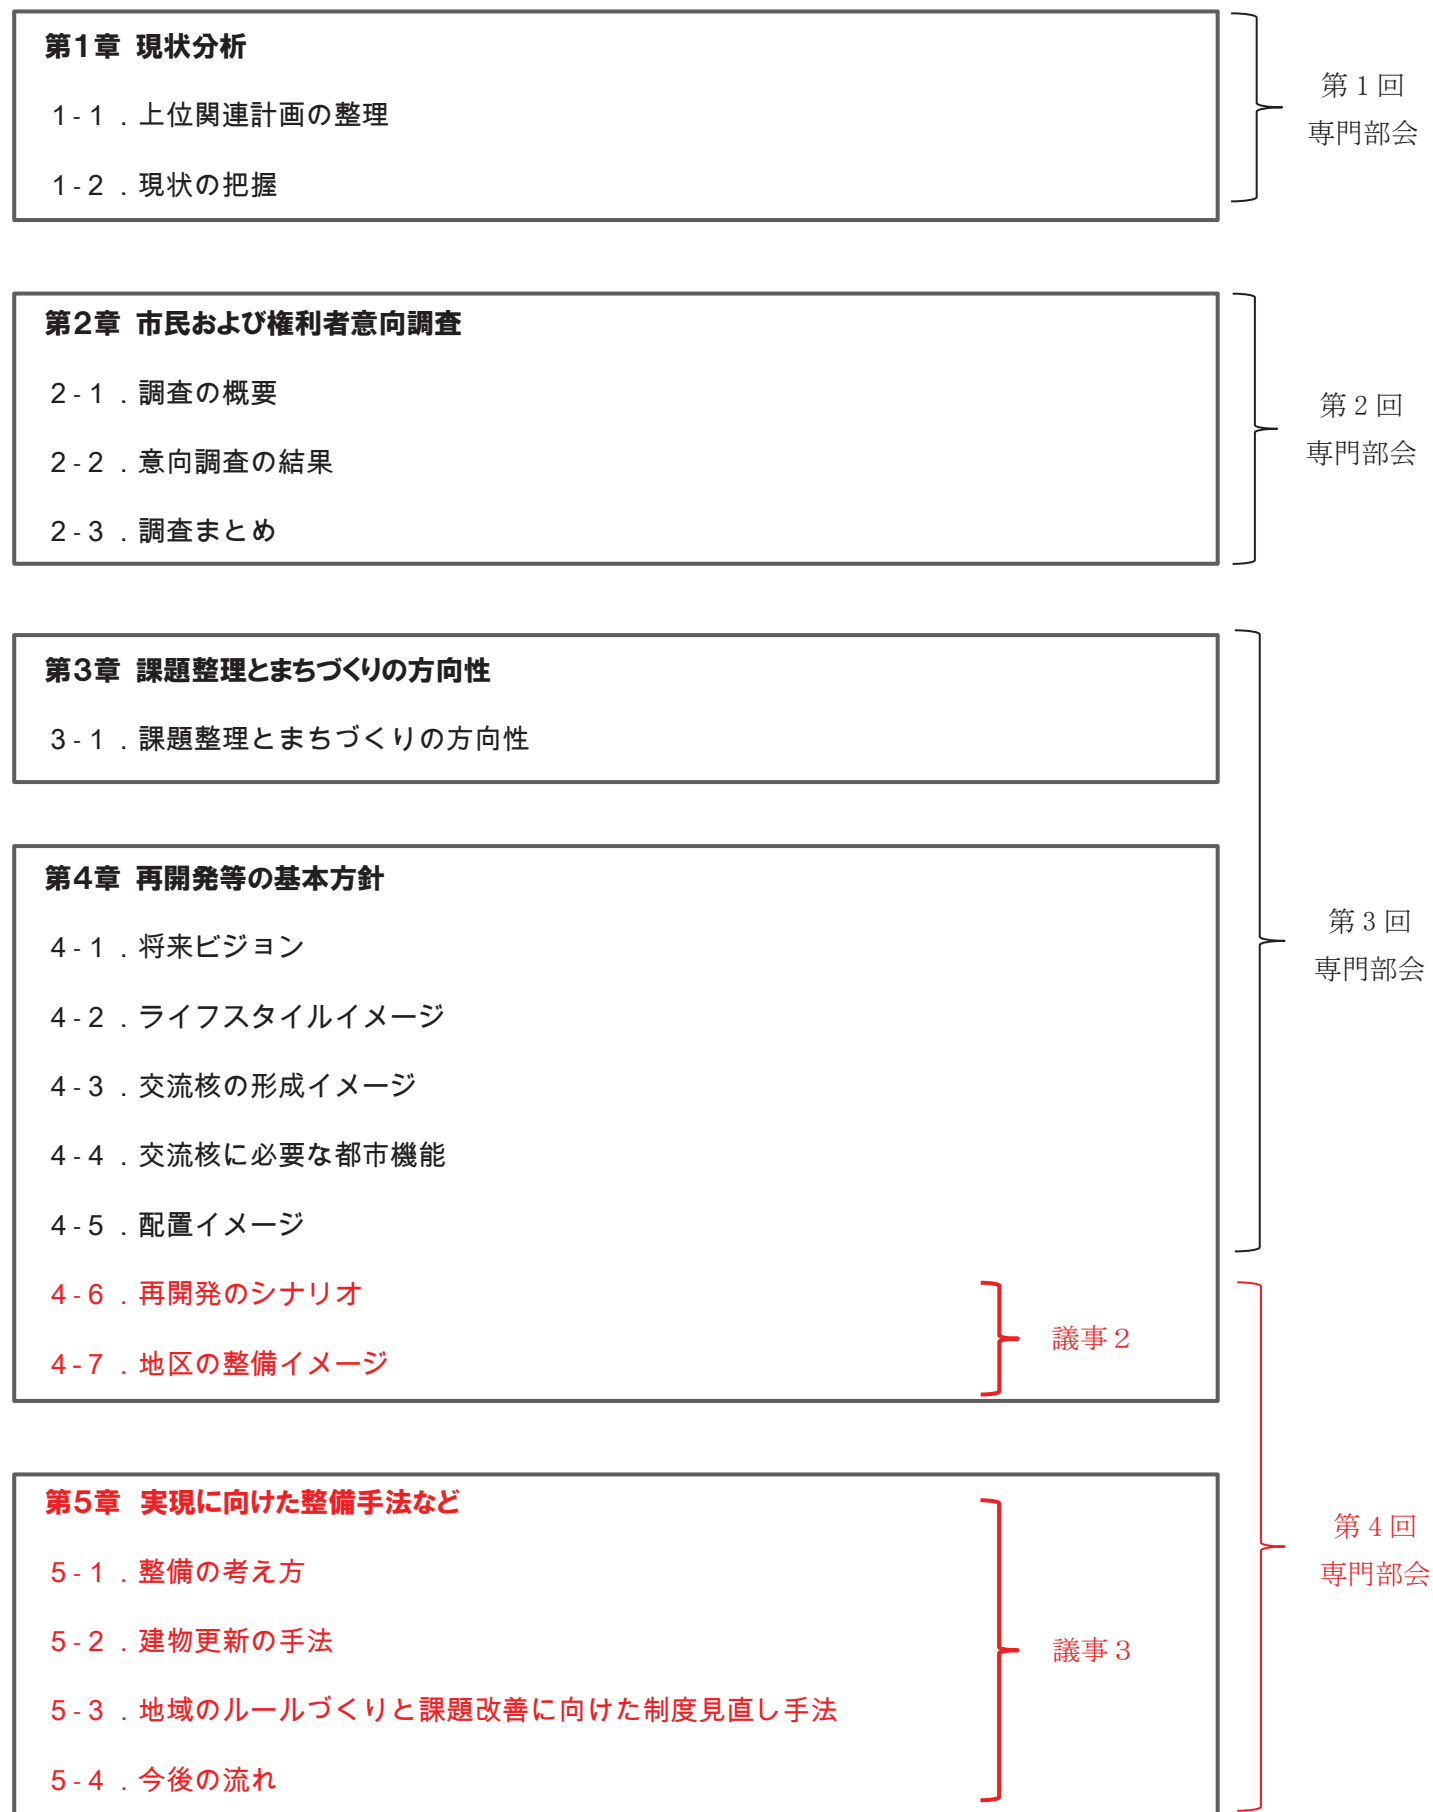 第1章 現状分析
1-1．上位関連計画の整理
1-2．現状の把握
第1回
専門部会
第2章 市民および権利者意向調査
2-1．調査の概要
2-2．意向調査の結果
2-3．調査まとめ
第2回
専門部会
第3章 課題整理とまちづくりの方向性
3-1．課題整理とまちづくりの方向性
第4章 再開発等の基本方針
4-1．将来ビジョン
4-2．ライフスタイルイメージ
4-3．交流核の形成イメージ
4-4．交流核に必要な都市機能
4-5．配置イメージ
第3回
専門部会
4-6．再開発のシナリオ
4-7．地区の整備イメージ
議事2
第5章 実現に向けた整備手法など
5-1．整備の考え方
5-2．建物更新の手法
5-3．地域のルールづくりと課題改善に向けた制度見直し手法
5-4．今後の流れ
議事3
第4回
専門部会